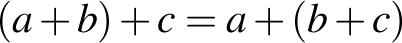 (a + b) + c = a + (b + c)